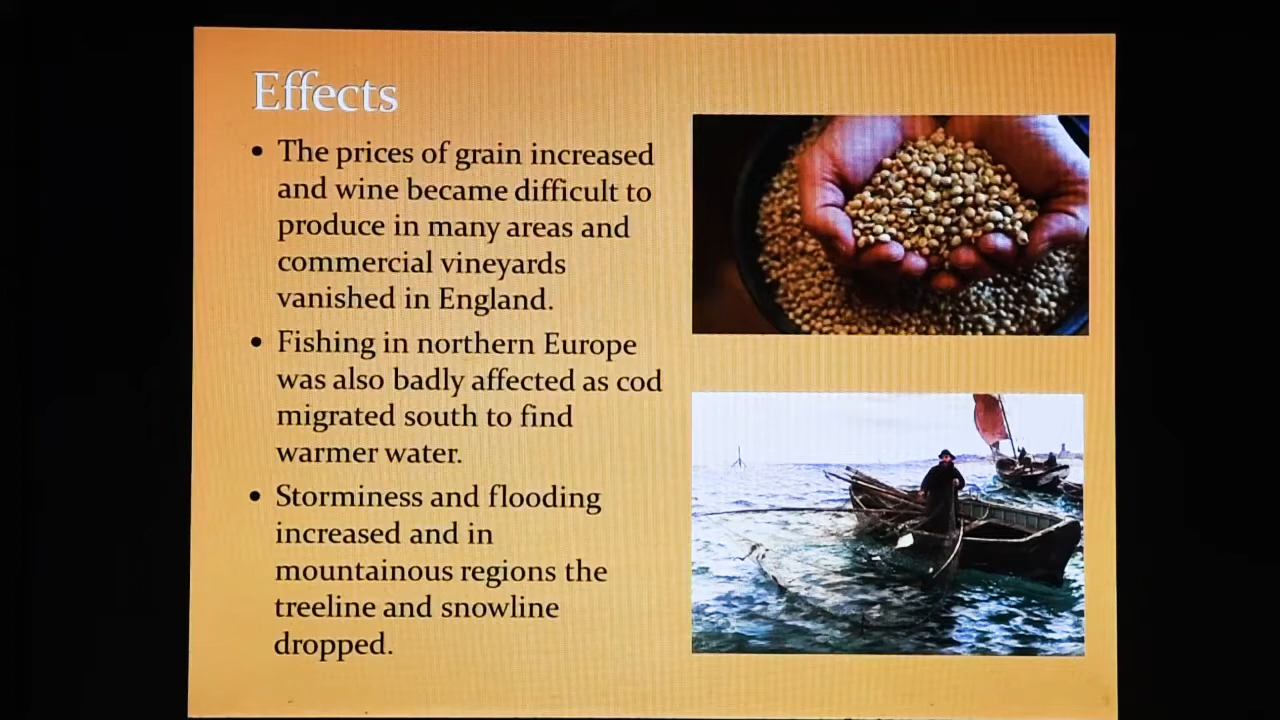 Effects
• The prices of grain increased
and wine became difficult to
produce in many areas and
commercial vineyards
vanished in England.
• Fishing in northern Europe
was also badly affected as cod
migrated south to find
warmer water.
• Storminess and flooding
increased and in
mountainous regions the
treeline and snowline
dropped.